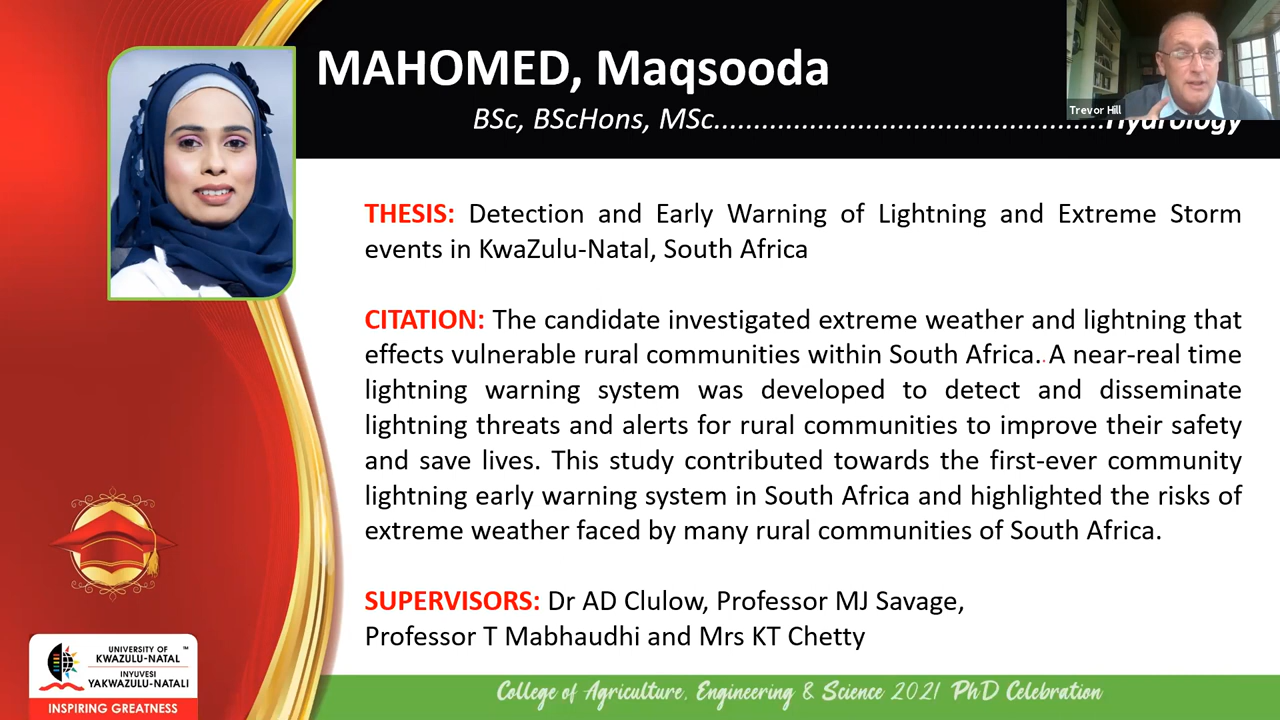 MAHOMED, Maqsooda
Trevor Hill
BSc, BScHons, MSc.................................................Hydrology
THESIS: Detection and Early Warning of Lightning and Extreme Storm
events in KwaZulu-Natal, South Africa
CITATION: The candidate investigated extreme weather and lightning that
effects vulnerable rural communities within South Africa.. A near-real time
lightning warning system was developed to detect and disseminate
lightning threats and alerts for rural communities to improve their safety
and save lives. This study contributed towards the first-ever community
lightning early warning system in South Africa and highlighted the risks of
extreme weather faced by many rural communities of South Africa.
SUPERVISORS: Dr AD Clulow, Professor MJ Savage,
Professor T Mabhaudhi and Mrs KT Chetty
UNIVERSITY OF ™
KWAZULU-NATAL
INYUVESI
YAKWAZULU-NATALI
INSPIRING GREATNESS
College of Agriculture, Engineering & Science 2021 PhD Celebration